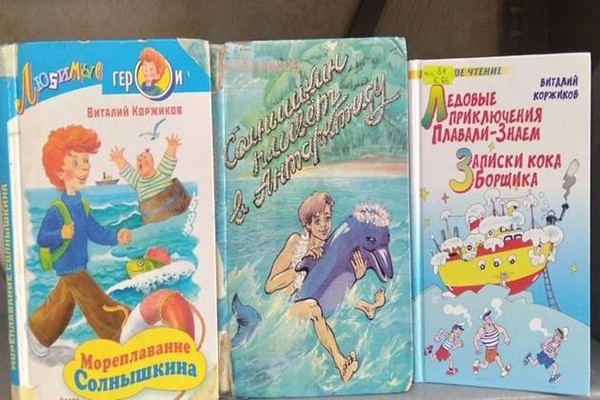 МОРЕПЛАВАНИЕ СОЛНЫШКИНА
ЛЮБИМЫЕ
ГЕРОИ
ВИТАЛИЙ КОРЖИКОВ
Мореплавание
Солнышкина
Солнышкин
плывёт
в Антарктиду
ЧТЕНИЕ
ВИТАЛИЙ
КОРЖИКОВ
ЛЕДОВЫЕ
ПРИКЛЮЧЕНИЯ
ПЛАВАЛИ-ЗНАЕМ
ЗАПИСКИ КОКА
БОРЩИКА